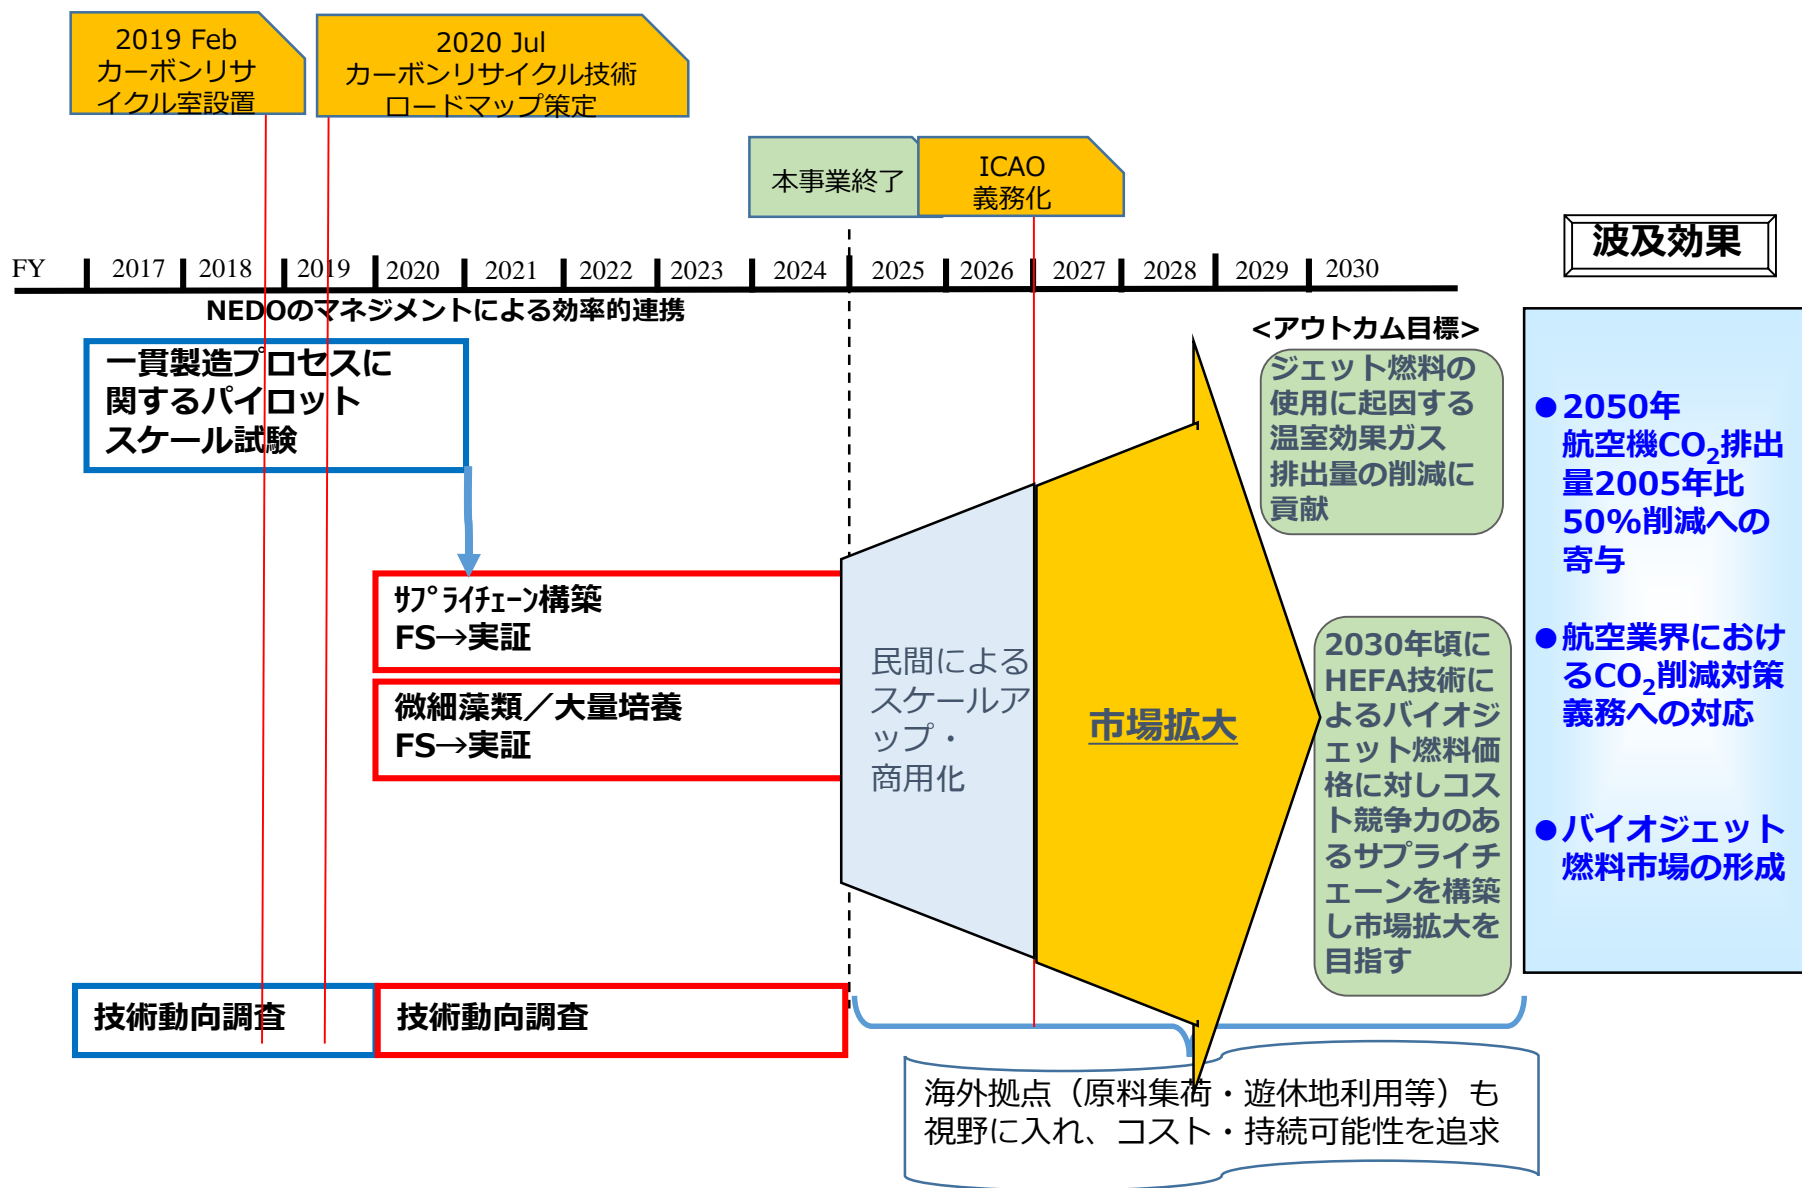 2019 Feb
カーボンリサ
イクル室設置
2020 Jul
カーボンリサイクル技術
ロードマップ策定
本事業終了
ICAO
義務化
波及効果
FY 2017 2018 2019 2020 2021 2022 2023 2024 2025 2026 2027 2028 2029 2030
NEDOのマネジメントによる効率的連携
一貫製造プロセスに
関するパイロット
スケール試験
<アウトカム目標>
ジェット燃料の
使用に起因する
温室効果ガス
排出量の削減に
貢献
ｻﾌﾟﾗｲﾁｪｰﾝ構築
FS→実証
微細藻類／大量培養
FS→実証
民間による
スケールア
ップ・
商用化
市場拡大
2030年頃に
HEFA技術に
よるバイオジ
ェット燃料価
格に対しコス
ト競争力のあ
るサプライチ
ェーンを構築
し市場拡大を
目指す
●2050年
航空機CO₂排出
量2005年比
50%削減への
寄与
●航空業界におけ
るCO₂削減対策
義務への対応
●バイオジェット
燃料市場の形成
技術動向調査
技術動向調査
海外拠点（原料集荷・遊休地利用等）も
視野に入れ、コスト・持続可能性を追求